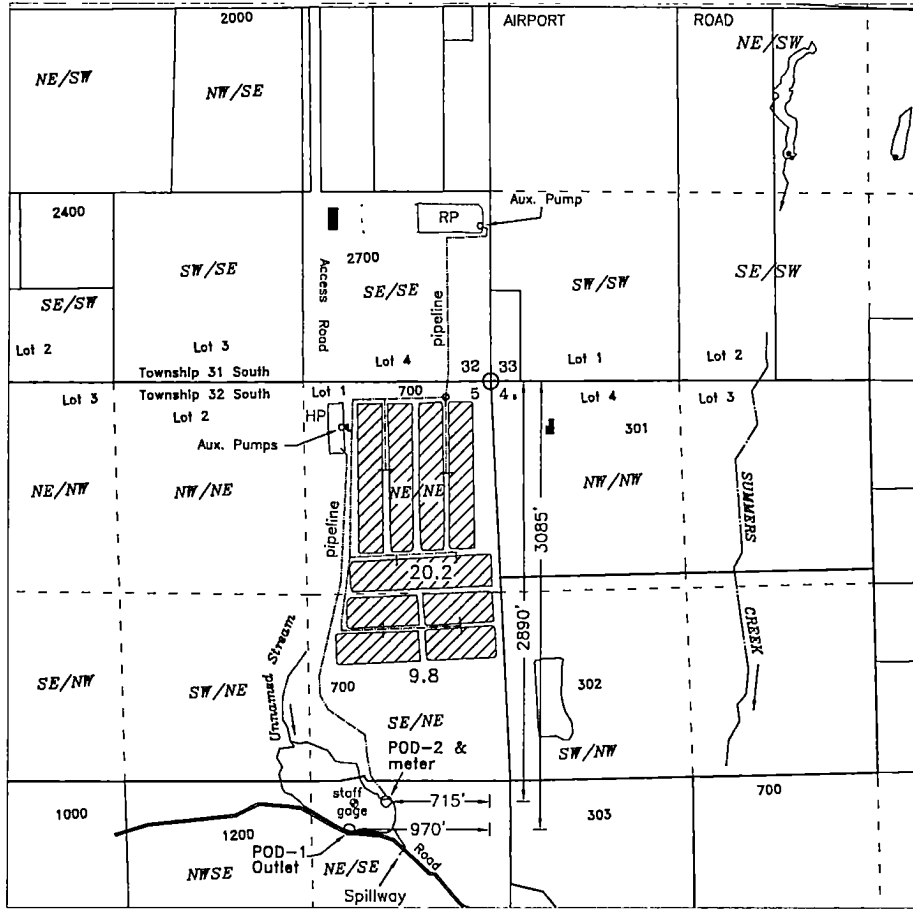 2000
AIRPORT
ROAD
NE/SW
NE/SW
NW/SE
2400
RP
Aux. Pump
2700
SW/SE
Access Road
SE/SE
pipeline
SW/SW
SE/SW
SE/SW
Lot 2
Lot 3
Lot 4
32
33
Lot 1
Lot 2
Township 31 South
Township 32 South
Lot 3
Lot 2
Lot 1
700
5
4
Lot 4
Lot 3
HP
301
Aux. Pumps
NE/NW
NW/NE
NE/NE
NW/NW
SUMMERS
pipeline
3085'
20.2
2890'
CREEK
Unnamed Stream
SE/NW
SW/NE
700
9.8
302
SE/NE
SW/NW
POD-2 &
meter
700
staff
gage
715'
1000
1200
970'
303
POD-1
Outlet
NWSE
NE/SE
Road
Spillway